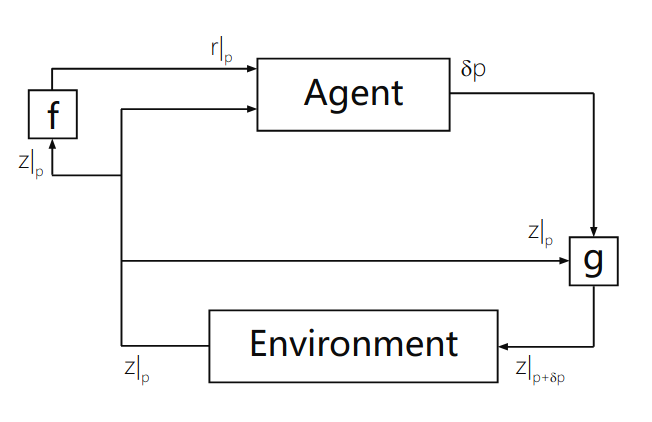 r|p
Agent
δp
f
z|p
z|p
g
Environment
z|p
z|p+δp